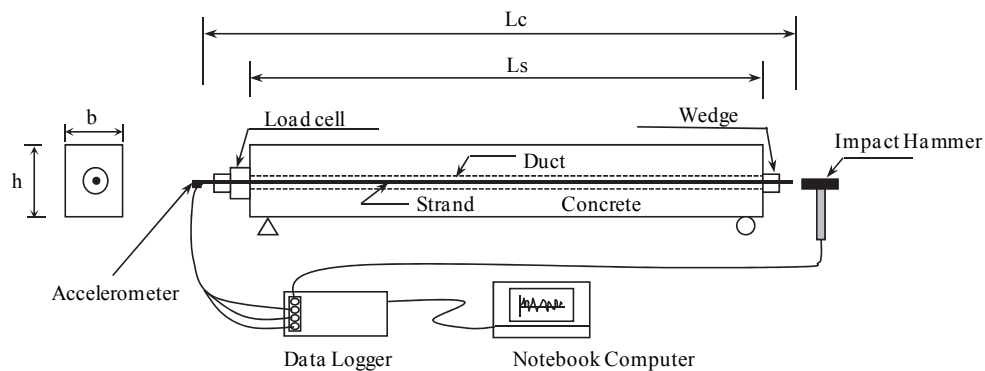 Lc
Ls
b
Load cell
Wedge
Impact Hammer
h
Duct
Strand
Concrete
Accelerometer
Data Logger
Notebook Computer